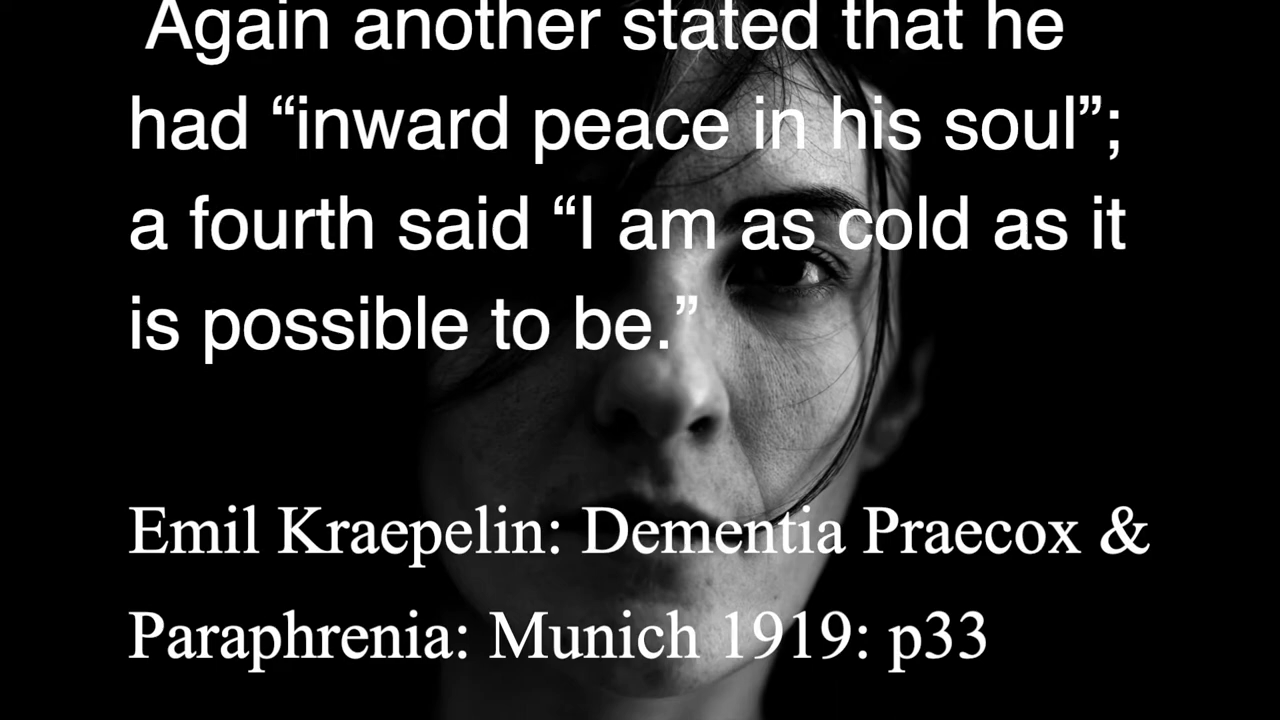 Again another stated that he
had “inward peace in his soul”;
a fourth said “I am as cold as it
is possible to be.”
Emil Kraepelin: Dementia Praecox &
Paraphrenia: Munich 1919: p33